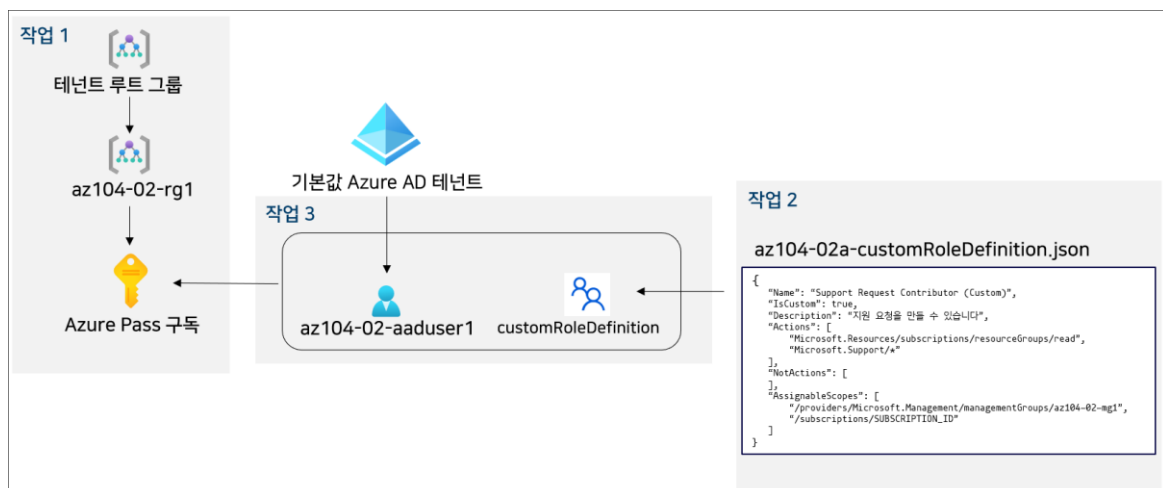 작업 1
테넌트 루트 그룹
az104-02-rg1
Azure Pass 구독
기본값 Azure AD 테넌트
작업 3
az104-02-aaduser1
customRoleDefinition
작업 2
az104-02a-customRoleDefinition.json
{
"Name": "Support Request Contributor (Custom)",
"IsCustom": true,
"Description": "지원 요청을 만들 수 있습니다",
"Actions": [
"Microsoft.Resources/subscriptions/resourceGroups/read",
"Microsoft.Support/*"
],
"NotActions": [
],
"AssignableScopes": [
"/providers/Microsoft.Management/managementGroups/az104-02-mg1",
"/subscriptions/SUBSCRIPTION_ID"
]
}